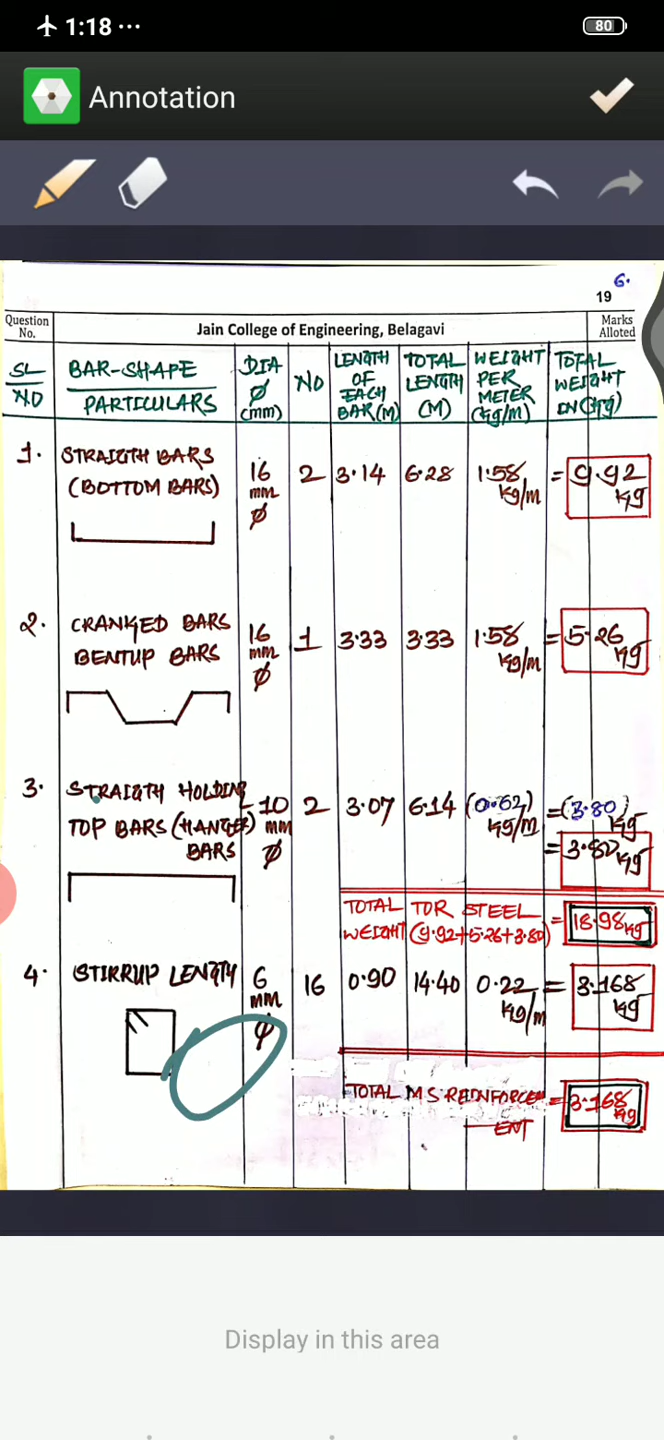 1:18 ...
80
Annotation
6.
19
Question No.
Jain College of Engineering, Belagavi
Marks Alloted
SL NO
BAR-SHAPE PARTICULARS
DIA Ø (mm)
NO
LENGTH OF EACH BAR(M)
TOTAL LENGTH (M)
WEIGHT PER METER (Kg/m)
TOTAL WEIGHT IN (Kg)
1. STRAIGTH BARS (BOTTOM BARS) 16 mm Ø 2 3.14 6.28 1.58 Kg/m = 9.92 Kg
2. CRANKED BARS BENTUP BARS 16 mm Ø 1 3.33 3.33 1.58 Kg/m = 5.26 Kg
3. STRAIGTH HOLDING TOP BARS (HANGER) BARS 10 mm Ø 2 3.07 6.14 (0.62) Kg/m = (3.80) Kg
= 3.80 Kg
TOTAL TOR STEEL
WEIGHT (9.92+5.26+3.80) = 18.98 Kg
4. STIRRUP LENGTH 6 mm Ø 16 0.90 14.40 0.22 Kg/m = 3.168 Kg
TOTAL M S REINFORCEMENT = 3.168 Kg
Display in this area